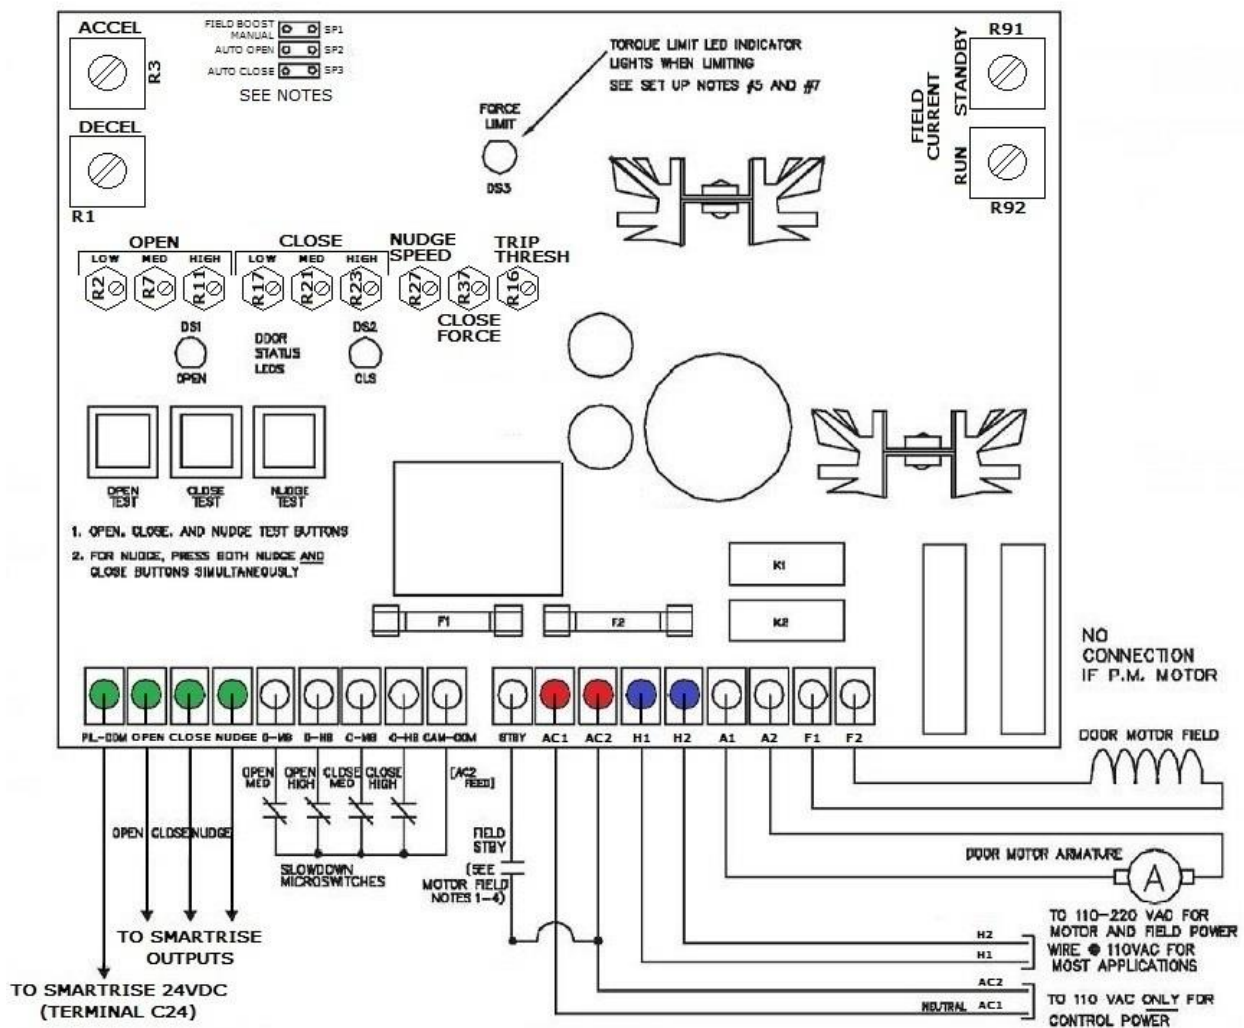 ACCEL
R3
FIELD BOOST
MANUAL
SP1
AUTO OPEN
SP2
AUTO CLOSE
SP3
SEE NOTES
DECEL
R1
TORQUE LIMIT LED INDICATOR
LIGHTS WHEN LIMITING
SEE SET UP NOTES #5 AND #7
FORCE
LIMIT
DS3
R91
STANDBY
FIELD
CURRENT
RUN
R92
OPEN
LOW MED HIGH
R2 R7 R11
CLOSE
LOW MED HIGH
R17 R21 R23
NUDGE
SPEED
R27
R37
CLOSE
FORCE
TRIP
THRESH
R16
DS1
OPEN
DOOR
STATUS
LEDS
DS2
CLS
OPEN
TEST
CLOSE
TEST
NUDGE
TEST
1. OPEN, CLOSE, AND NUDGE TEST BUTTONS
2. FOR NUDGE, PRESS BOTH NUDGE AND
CLOSE BUTTONS SIMULTANEOUSLY
K1
K2
F1
F2
P/L-COM OPEN CLOSE NUDGE O-MB O-HB C-MB C-HB CAM-COM
STBY AC1 AC2 H1 H2 A1 A2 F1 F2
NO
CONNECTION
IF P.M. MOTOR
DOOR MOTOR FIELD
OPEN
MED
OPEN
HIGH
CLOSE
MED
CLOSE
HIGH
[AC2
FEED]
OPEN CLOSE NUDGE
SLOWDOWN
MICROSWITCHES
FIELD
STBY
(SEE
MOTOR FIELD
NOTES 1-4)
DOOR MOTOR ARMATURE
A
TO SMARTRISE
OUTPUTS
TO SMARTRISE 24VDC
(TERMINAL C24)
H2
H1
TO 110-220 VAC FOR
MOTOR AND FIELD POWER
WIRE @ 110VAC FOR
MOST APPLICATIONS
AC2
NEUTRAL AC1
TO 110 VAC ONLY FOR
CONTROL POWER